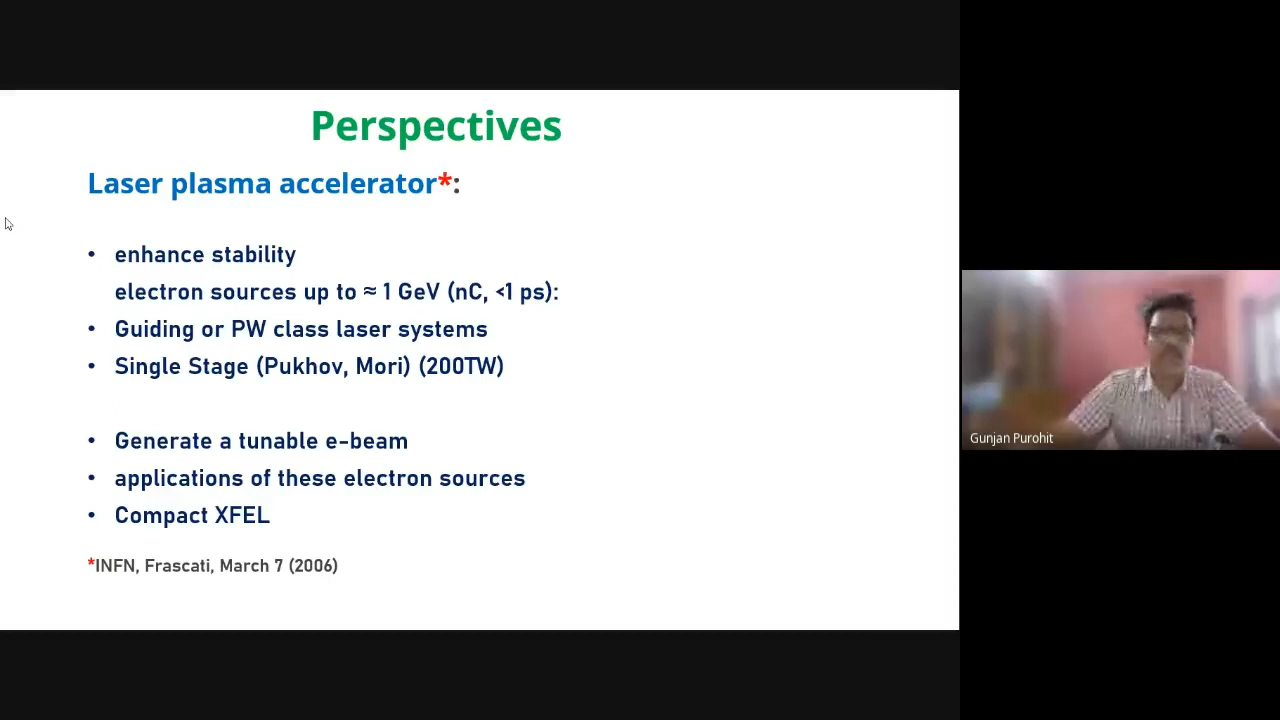 Perspectives
Laser plasma accelerator*:
• enhance stability
electron sources up to ≈ 1 GeV (nC, <1 ps):
• Guiding or PW class laser systems
• Single Stage (Pukhov, Mori) (200TW)
• Generate a tunable e-beam
• applications of these electron sources
• Compact XFEL
*INFN, Frascati, March 7 (2006)
Gunjan Purohit